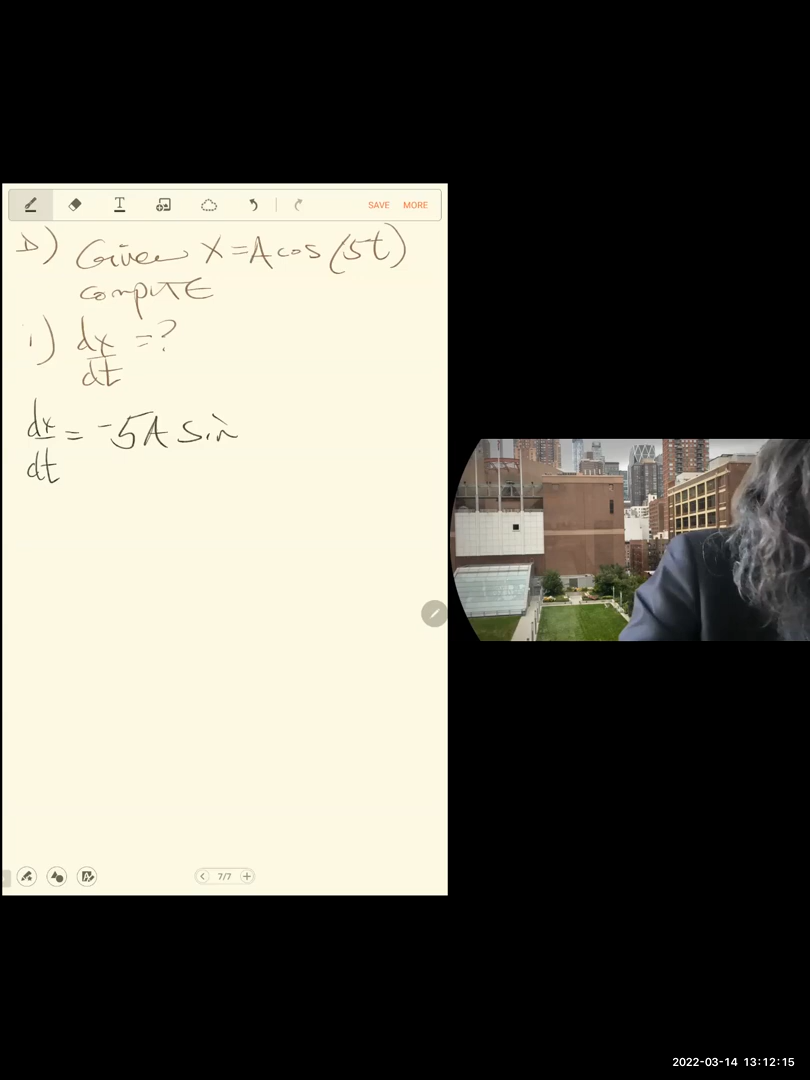 T
SAVE MORE
D) Given X=A cos(5t)
compute
i) dx/dt =?
dx/dt = -5A sin
7/7
2022-03-14 13:12:15